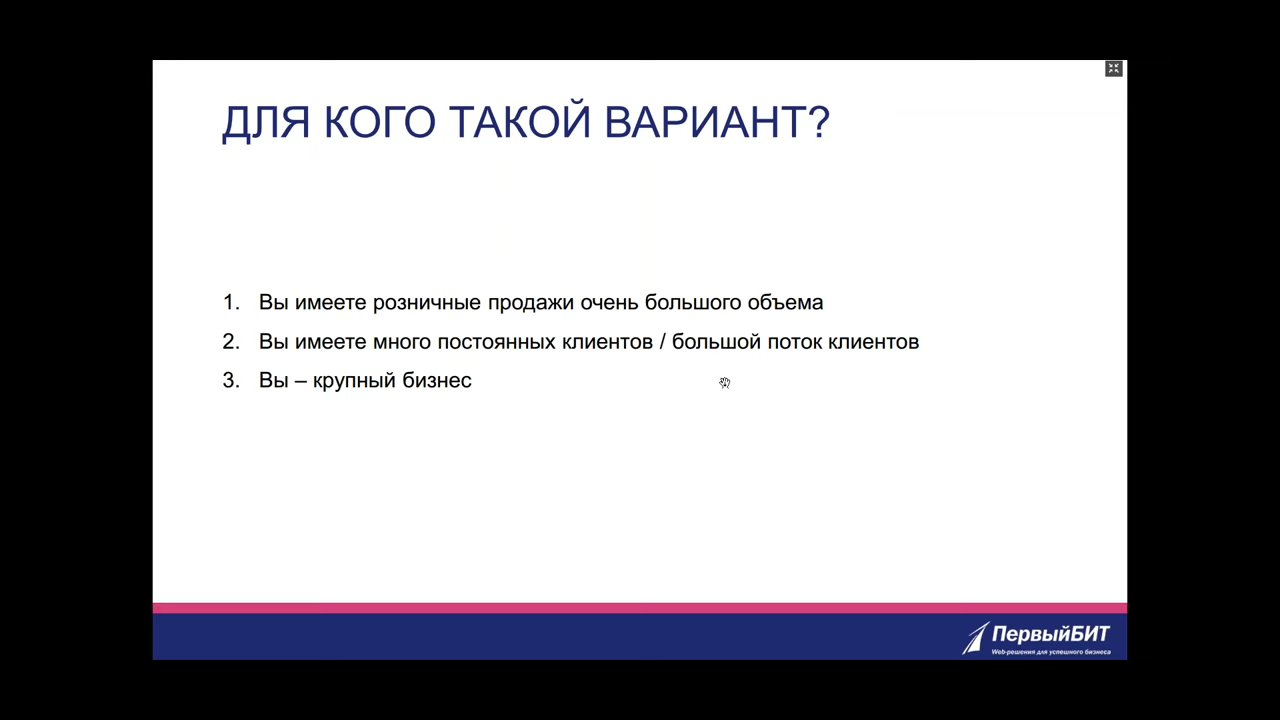 ДЛЯ КОГО ТАКОЙ ВАРИАНТ?
1. Вы имеете розничные продажи очень большого объема
2. Вы имеете много постоянных клиентов / большой поток клиентов
3. Вы – крупный бизнес
ПервыйБИТ
Web-решения для успешного бизнеса